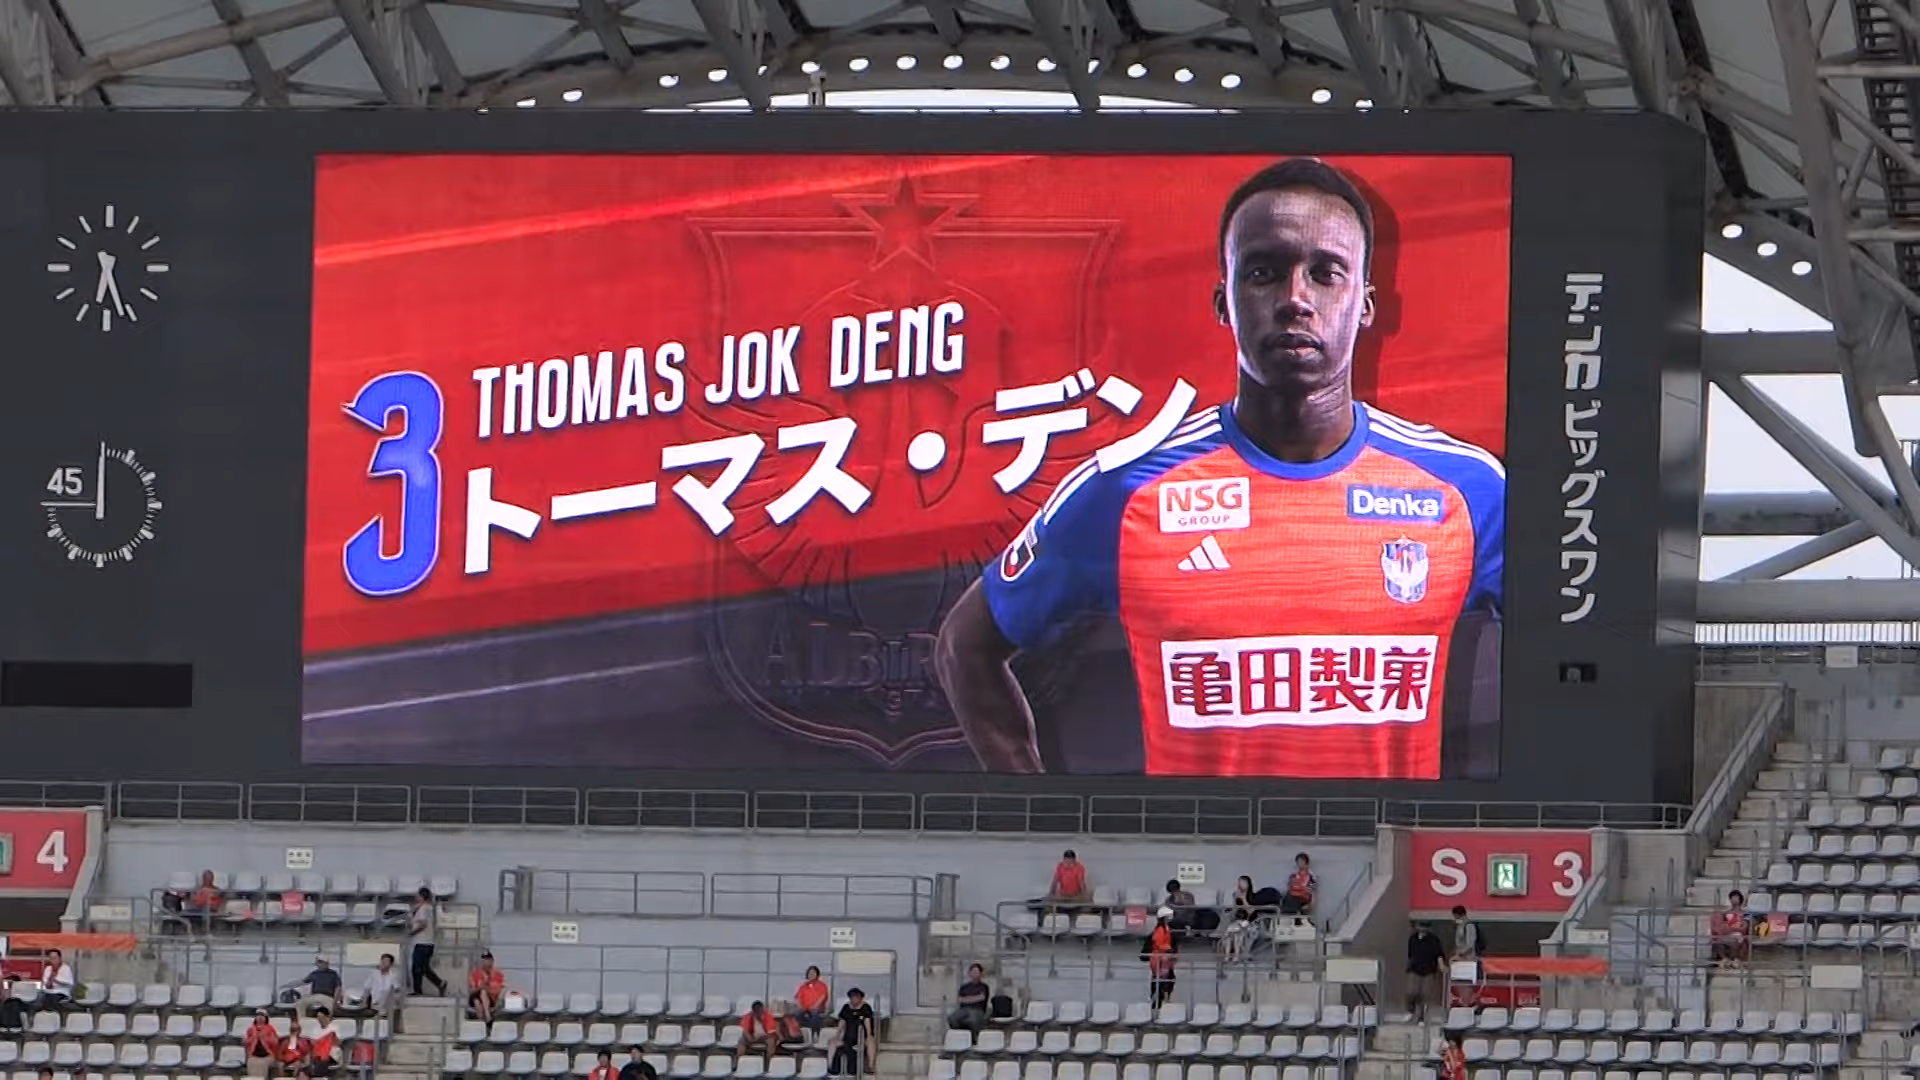 THOMAS JOK DENG
3
トーマス・デン
NSG
GROUP
Denka
亀田製菓
ALBIR
デンカビッグスワン
45
4
S 3